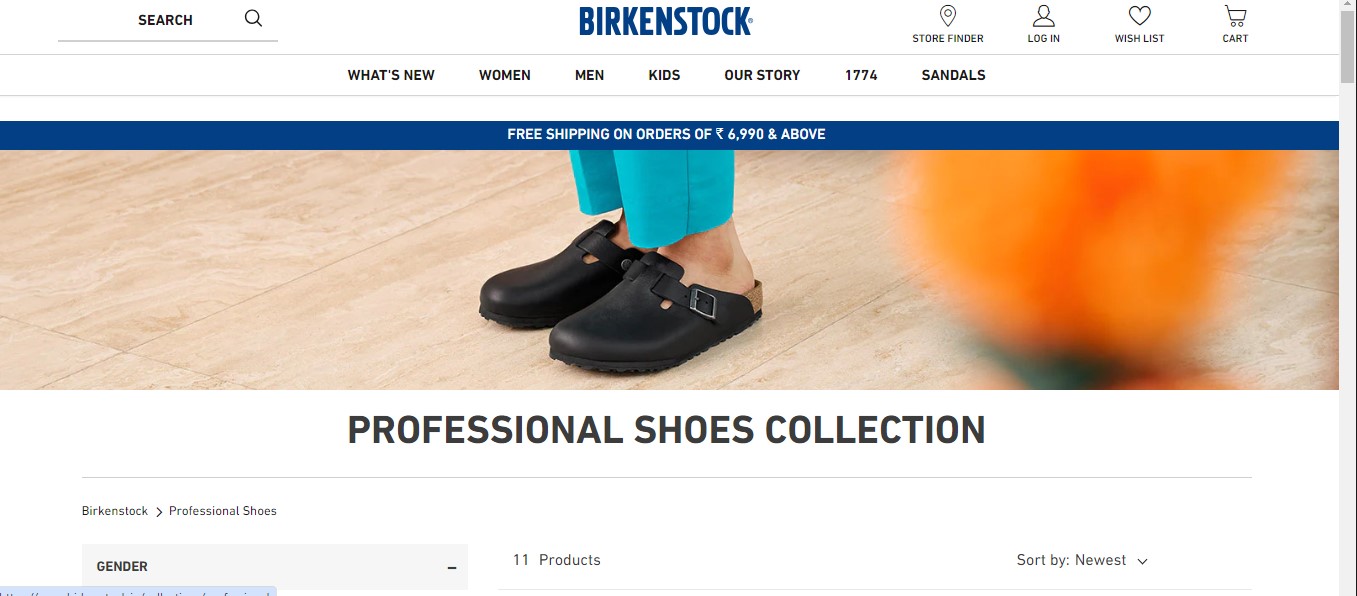 SEARCH
BIRKENSTOCK®
STORE FINDER
LOG IN
WISH LIST
CART
WHAT'S NEW WOMEN MEN KIDS OUR STORY 1774 SANDALS
FREE SHIPPING ON ORDERS OF ₹ 6,990 & ABOVE
PROFESSIONAL SHOES COLLECTION
Birkenstock > Professional Shoes
GENDER –
11 Products
Sort by: Newest